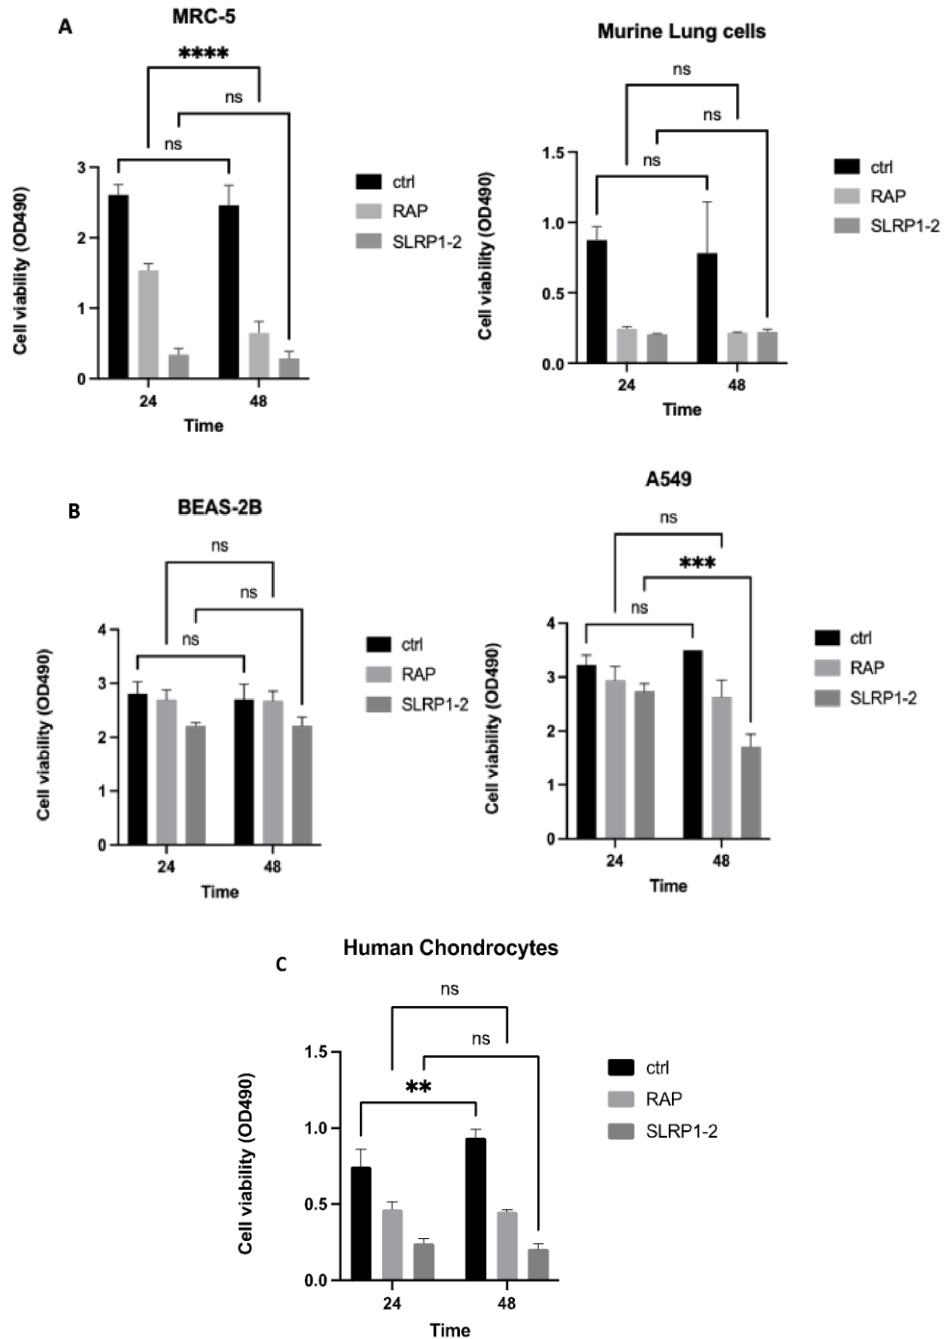 A
MRC-5
****
ns
ns
3
2
1
0
Cell viability (OD490)
24
48
Time
ctrl
RAP
SLRP1-2
Murine Lung cells
ns
ns
ns
1.5
1.0
0.5
0.0
Cell viability (OD490)
24
48
Time
ctrl
RAP
SLRP1-2
B
BEAS-2B
ns
ns
ns
4
3
2
1
0
Cell viability (OD490)
24
48
Time
ctrl
RAP
SLRP1-2
A549
ns
***
ns
4
3
2
1
0
Cell viability (OD490)
24
48
Time
ctrl
RAP
SLRP1-2
C
Human Chondrocytes
ns
ns
**
1.5
1.0
0.5
0.0
Cell viability (OD490)
24
48
Time
ctrl
RAP
SLRP1-2